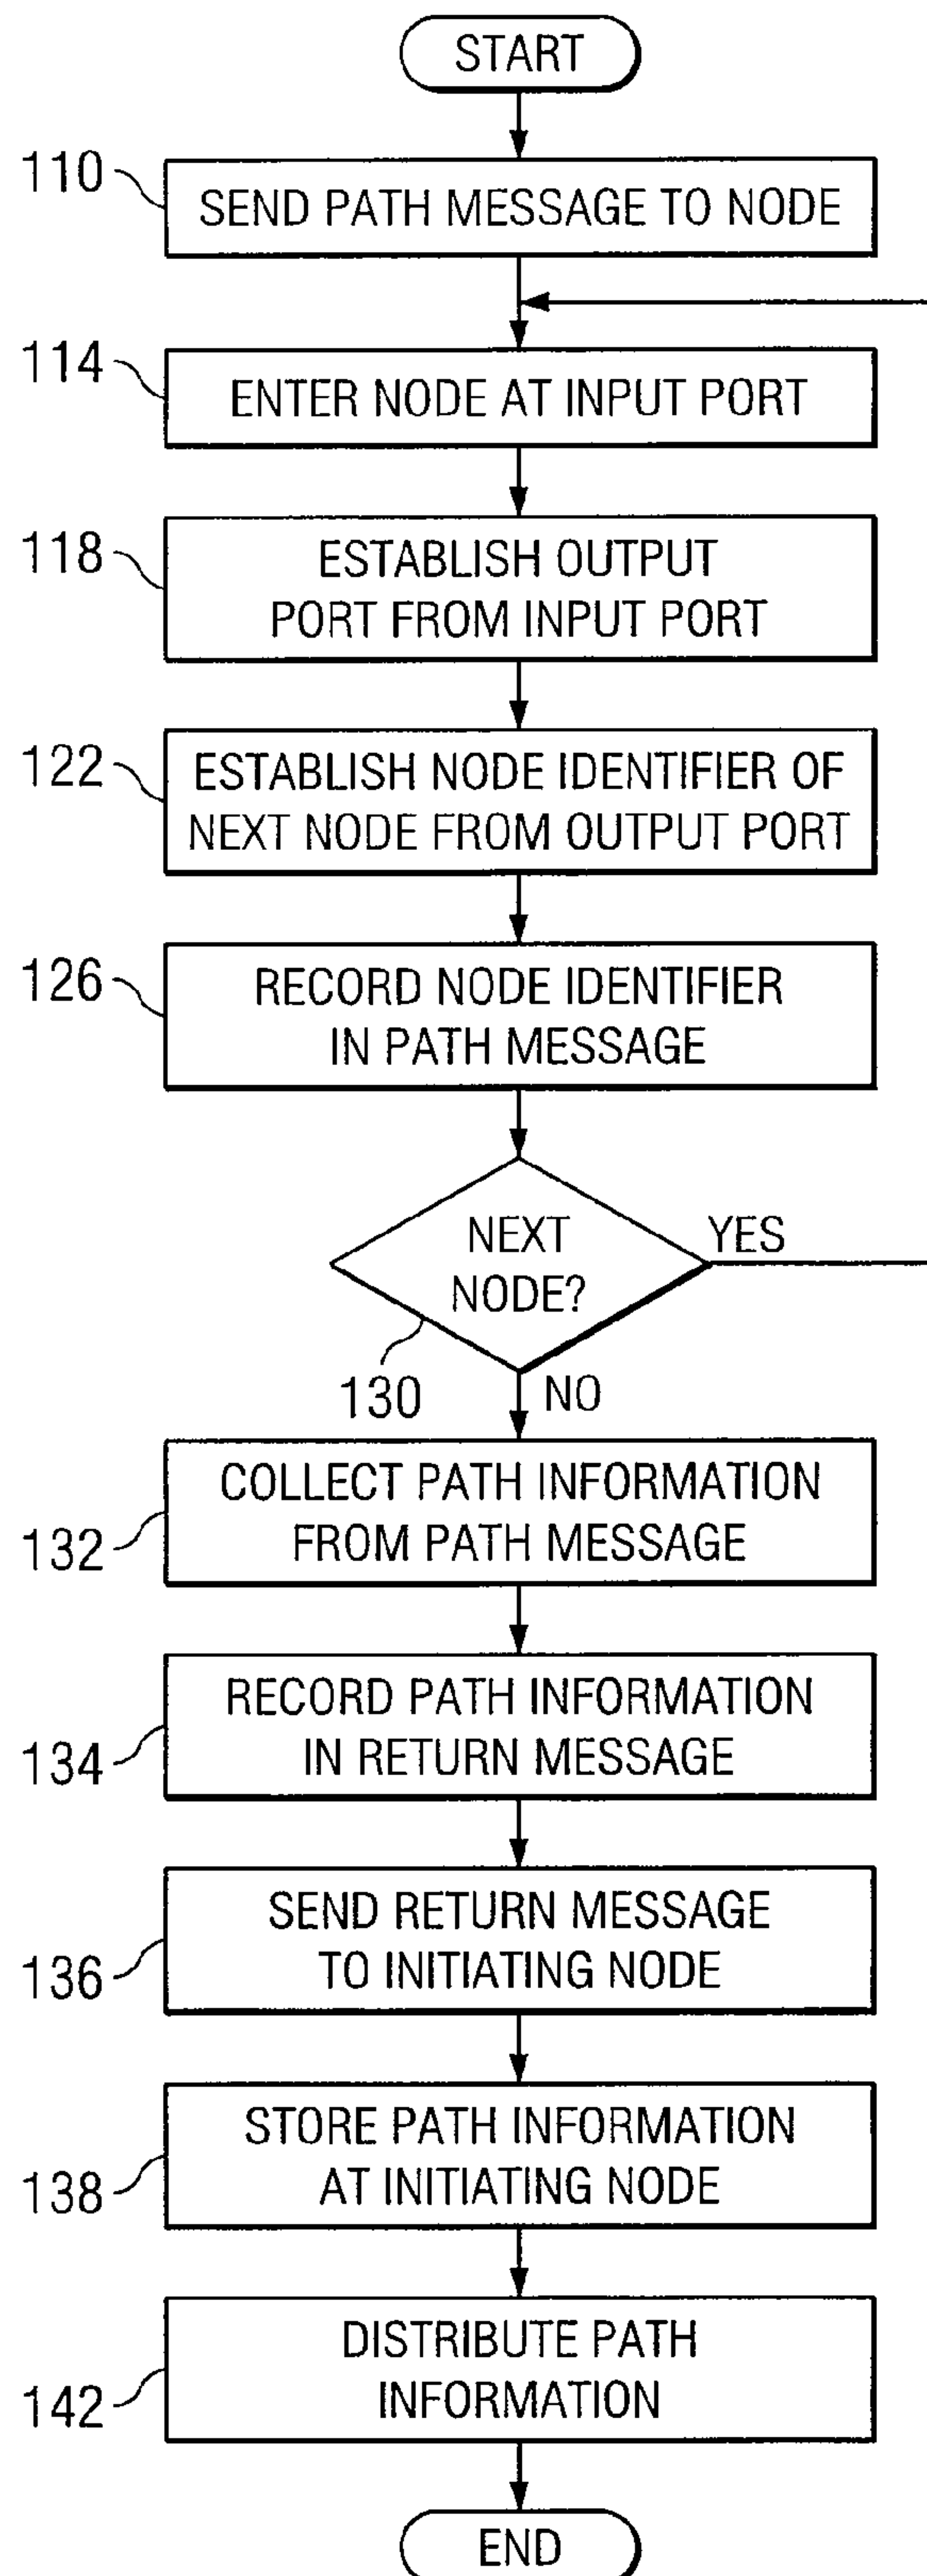 START
110
SEND PATH MESSAGE TO NODE
114
ENTER NODE AT INPUT PORT
118
ESTABLISH OUTPUT
PORT FROM INPUT PORT
122
ESTABLISH NODE IDENTIFIER OF
NEXT NODE FROM OUTPUT PORT
126
RECORD NODE IDENTIFIER
IN PATH MESSAGE
NEXT
NODE?
YES
130
NO
132
COLLECT PATH INFORMATION
FROM PATH MESSAGE
134
RECORD PATH INFORMATION
IN RETURN MESSAGE
136
SEND RETURN MESSAGE
TO INITIATING NODE
138
STORE PATH INFORMATION
AT INITIATING NODE
142
DISTRIBUTE PATH
INFORMATION
END